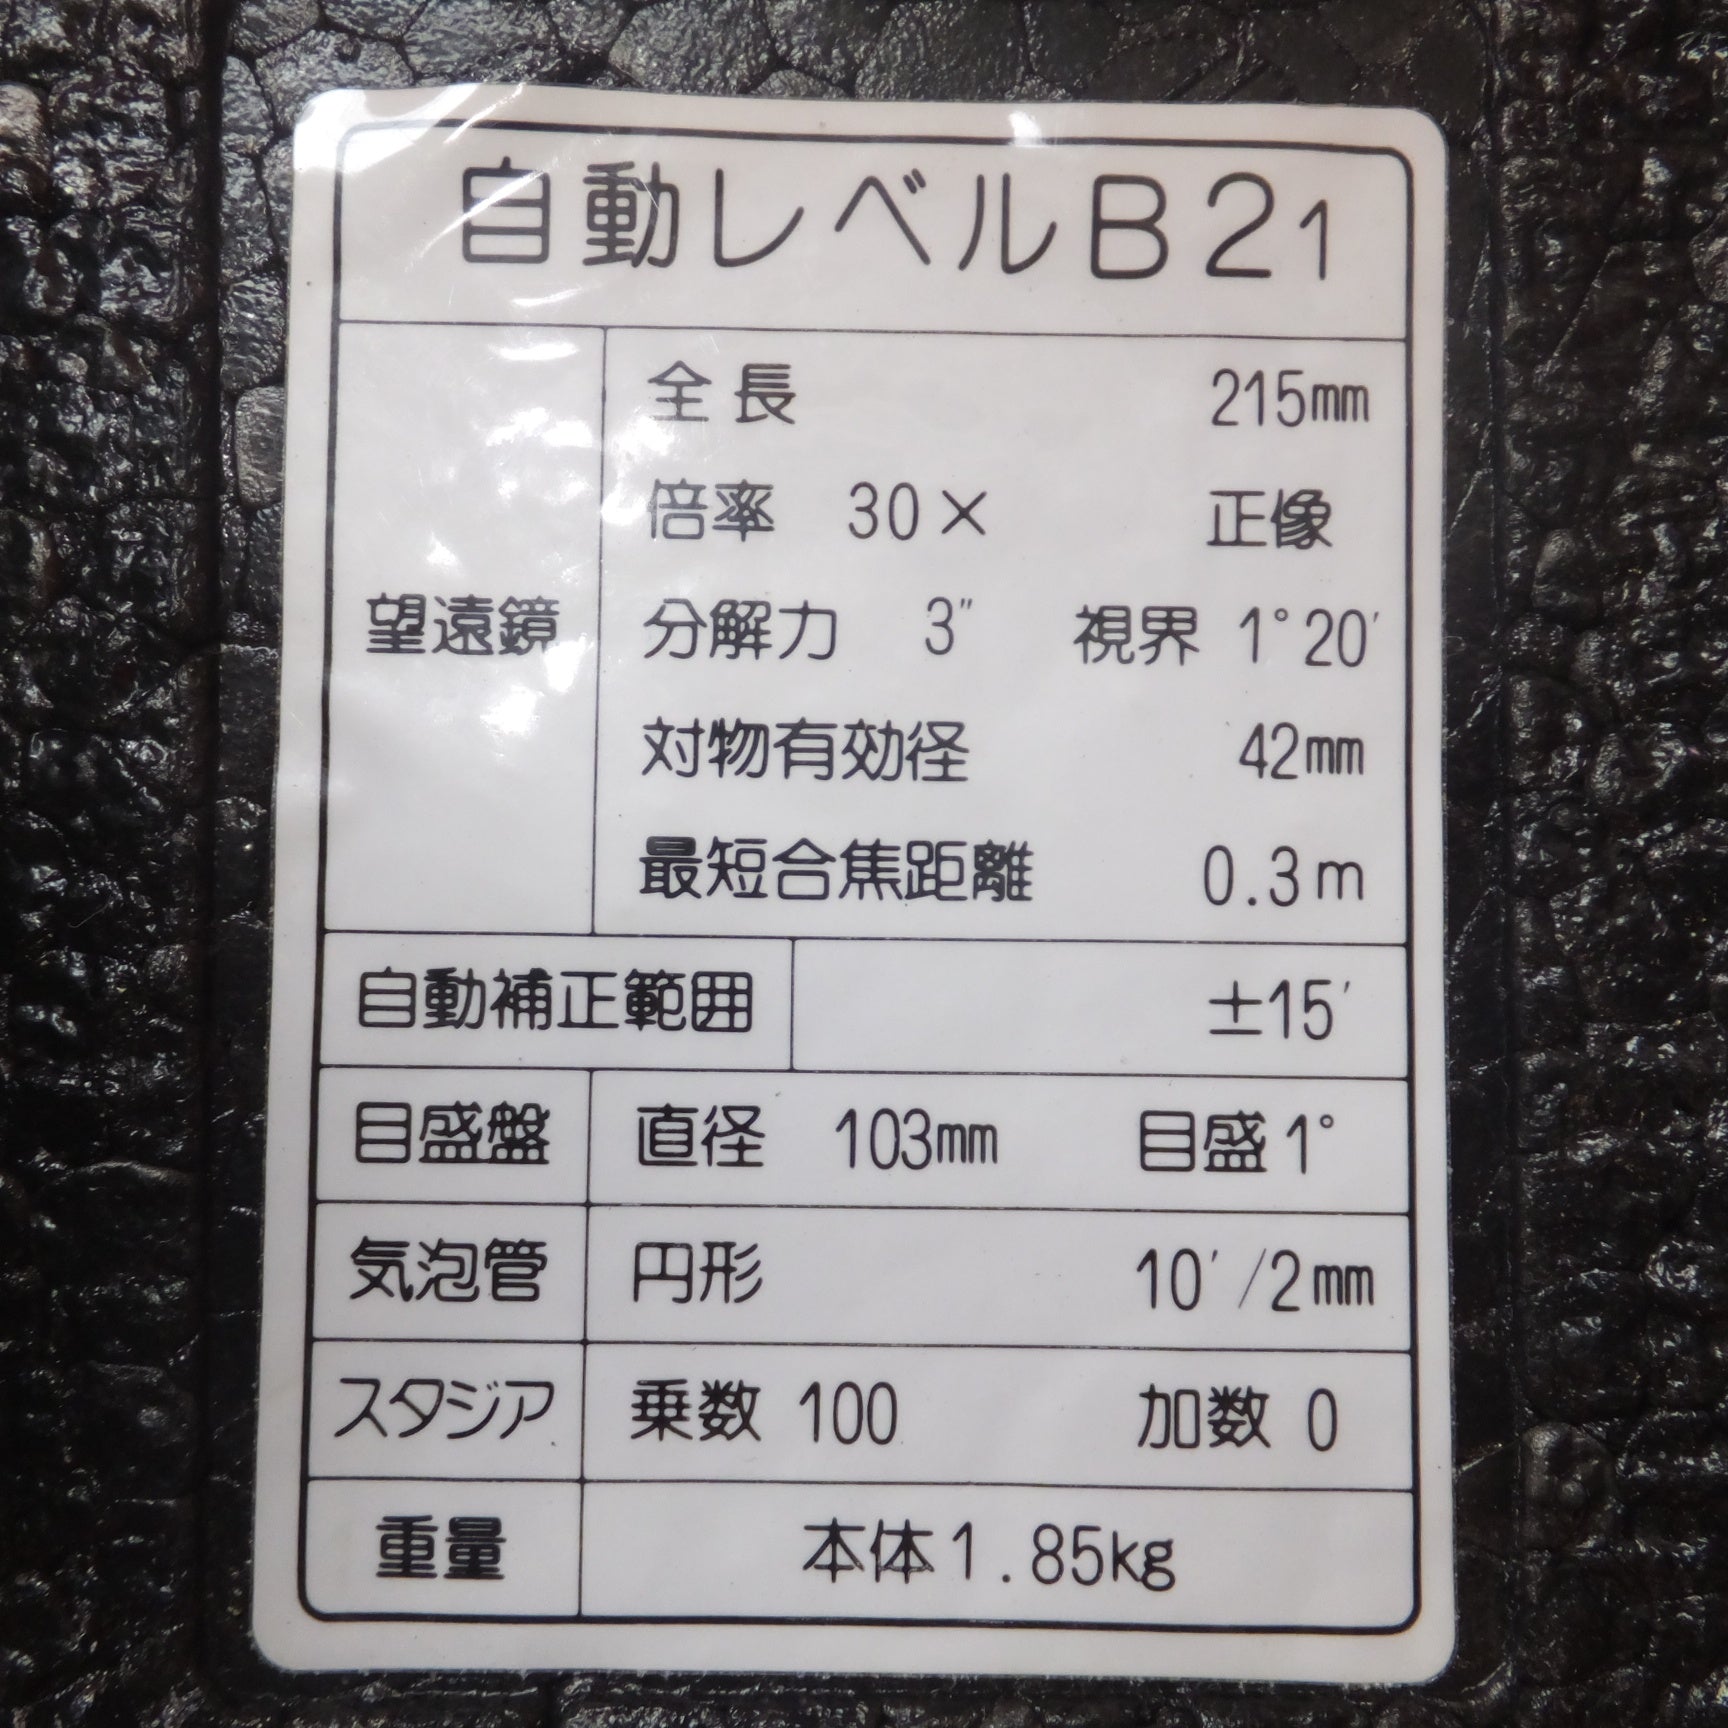 自動レベルB21
望遠鏡
全長 215mm
倍率 30× 正像
分解力 3″ 視界 1°20′
対物有効径 42mm
最短合焦距離 0.3m
自動補正範囲 ±15′
目盛盤 直径 103mm 目盛1°
気泡管 円形 10′/2mm
スタジア 乗数 100 加数 0
重量 本体1.85kg